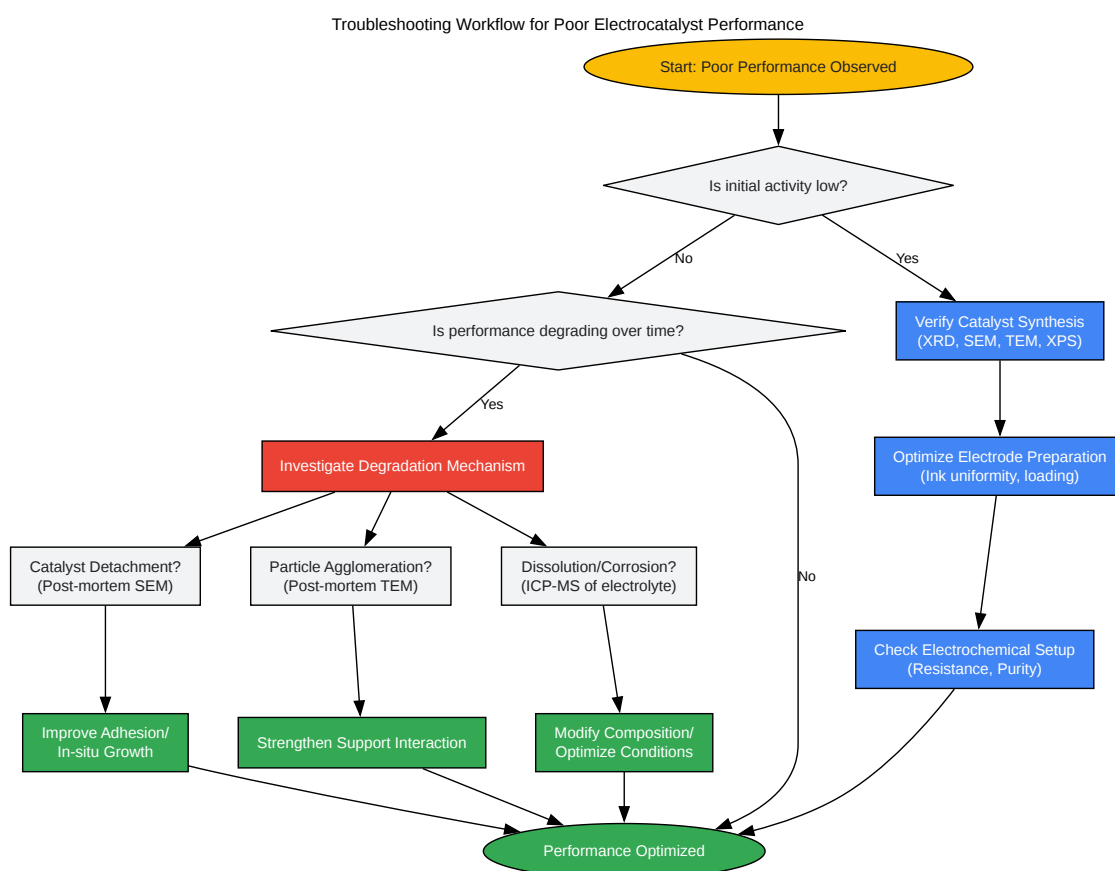 Troubleshooting Workflow for Poor Electrocatalyst Performance
Start: Poor Performance Observed
Is initial activity low?
No
Yes
Is performance degrading over time?
Verify Catalyst Synthesis
(XRD, SEM, TEM, XPS)
Yes
Investigate Degradation Mechanism
Optimize Electrode Preparation
(Ink uniformity, loading)
Catalyst Detachment?
(Post-mortem SEM)
Particle Agglomeration?
(Post-mortem TEM)
Dissolution/Corrosion?
(ICP-MS of electrolyte)
No
Check Electrochemical Setup
(Resistance, Purity)
Improve Adhesion/
In-situ Growth
Strengthen Support Interaction
Modify Composition/
Optimize Conditions
Performance Optimized